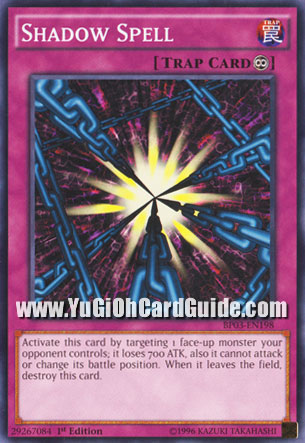 SHADOW SPELL
TRAP
罠
[TRAP CARD ∞]
www.YuGiOhCardGuide.com
BP03-EN198
Activate this card by targeting 1 face-up monster your
opponent controls; it loses 700 ATK, also it cannot attack
or change its battle position. When it leaves the field,
destroy this card.
29267084 1st Edition ©1996 KAZUKI TAKAHASHI